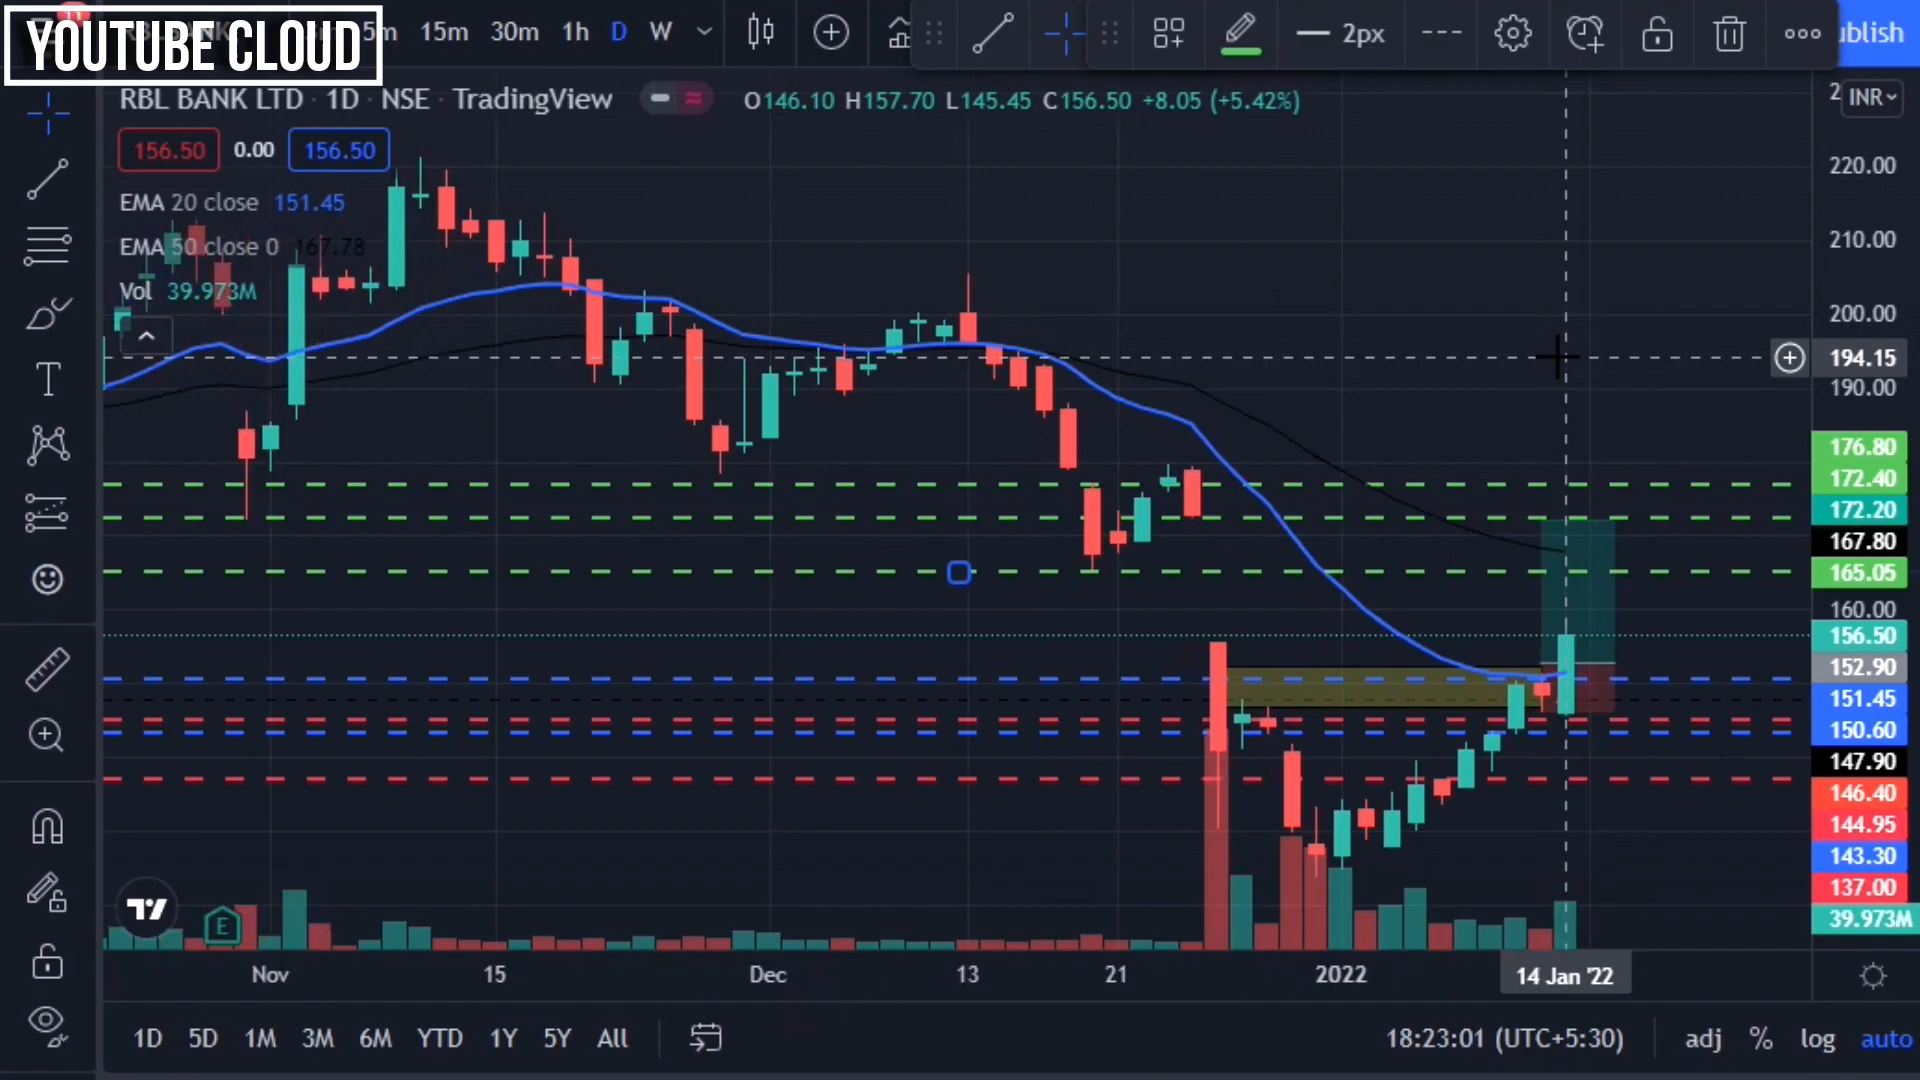 YOUTUBE CLOUD
5m 15m 30m 1h D W 2px ublish
RBL BANK LTD · 1D · NSE TradingView O146.10 H157.70 L145.45 C156.50 +8.05 (+5.42%)
INR
156.50 0.00 156.50
EMA 20 close 151.45
EMA 50 close 0 167.78
Vol 39.973M
220.00
210.00
200.00
194.15
190.00
176.80
172.40
172.20
167.80
165.05
160.00
156.50
152.90
151.45
150.60
147.90
146.40
144.95
143.30
137.00
39.973M
E
Nov 15 Dec 13 21 2022 14 Jan '22
1D 5D 1M 3M 6M YTD 1Y 5Y All 18:23:01 (UTC+5:30) adj % log auto